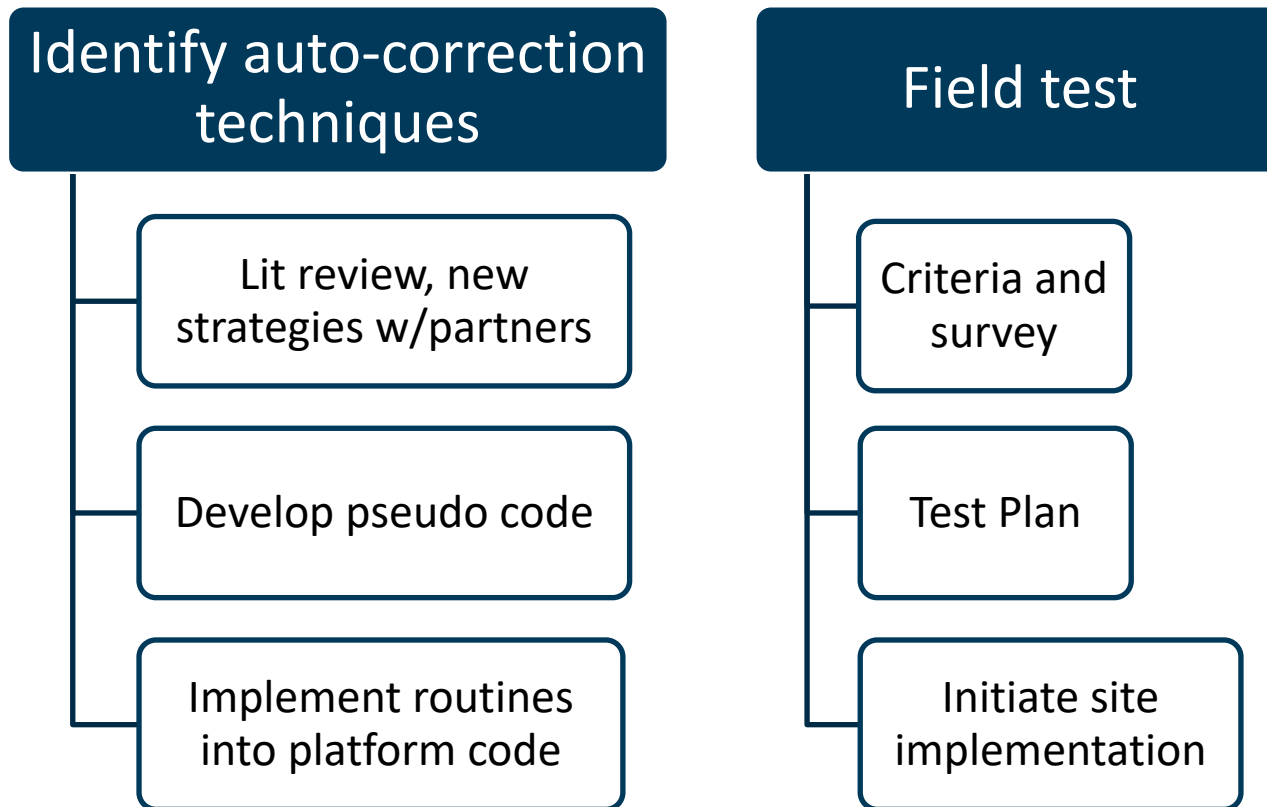 Identify auto-correction
techniques
Lit review, new
strategies w/partners
Develop pseudo code
Implement routines
into platform code
Field test
Criteria and
survey
Test Plan
Initiate site
implementation